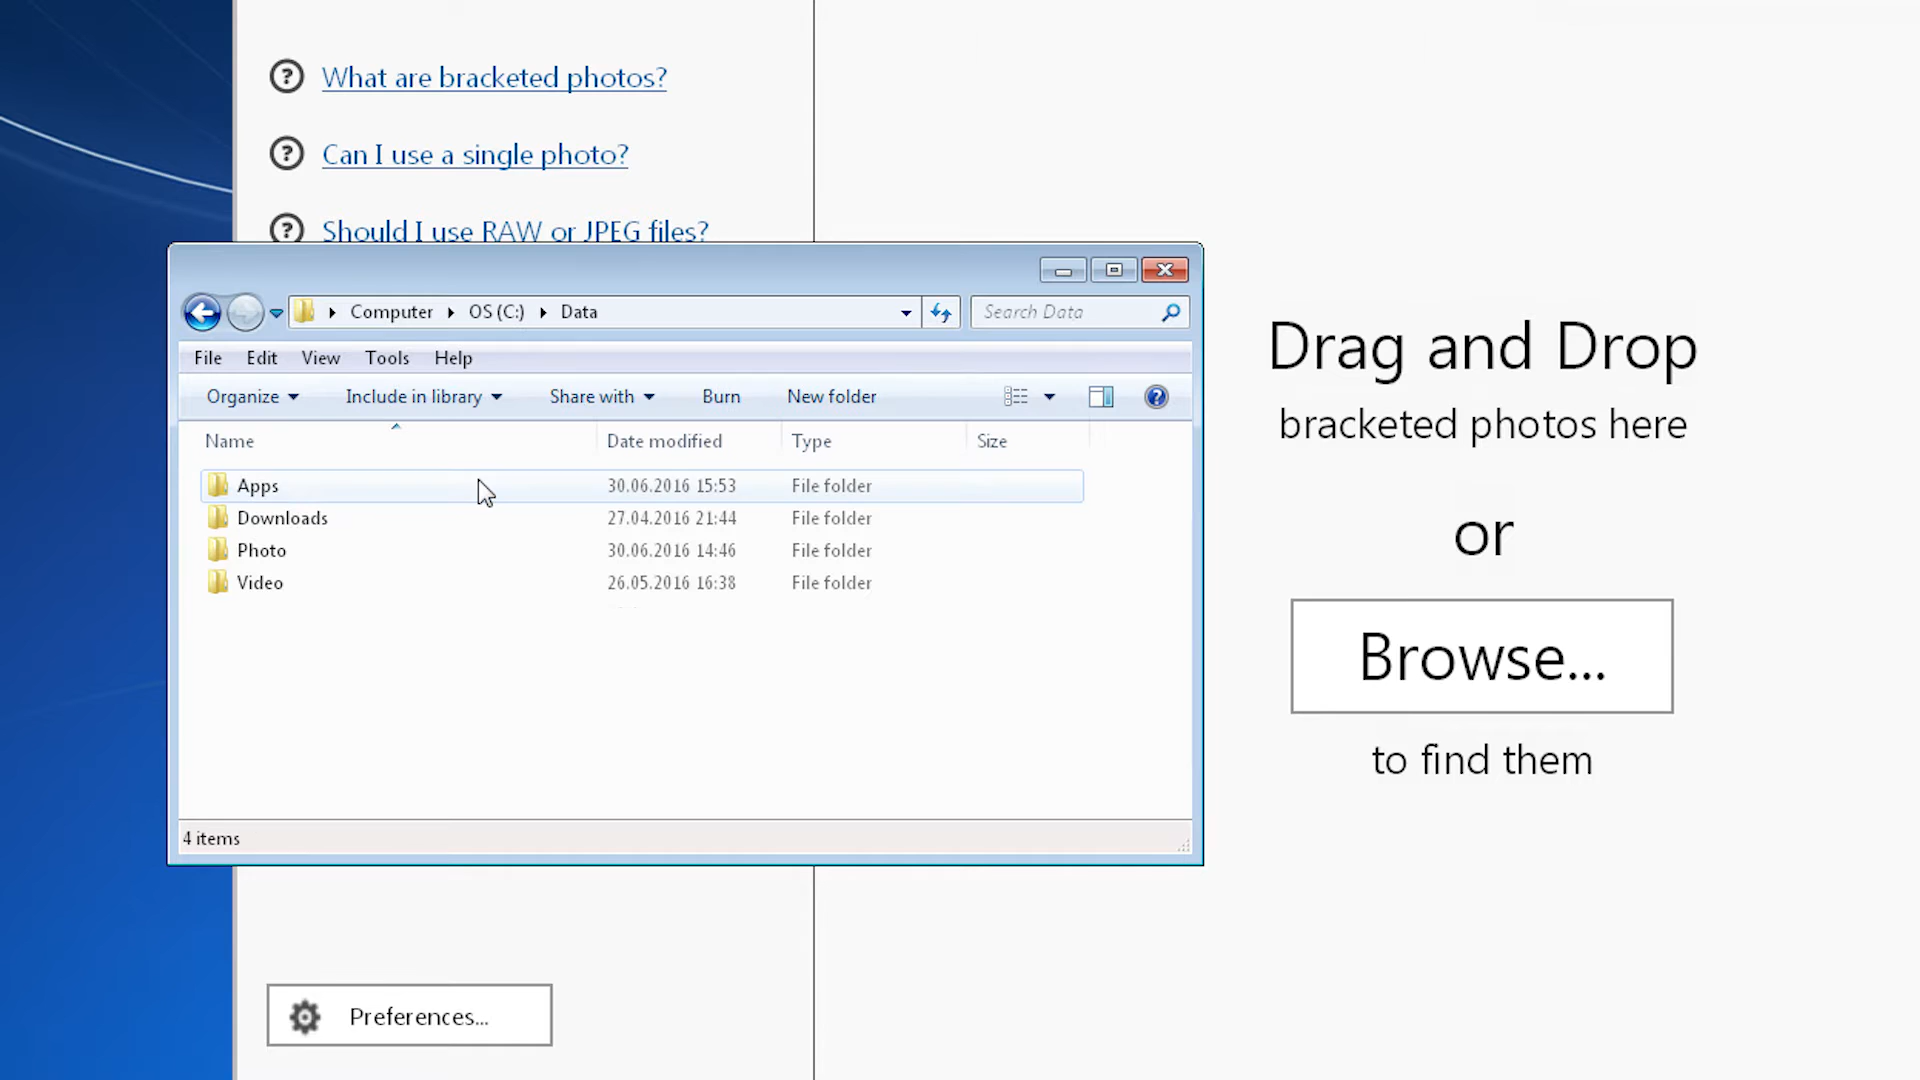 What are bracketed photos?
Can I use a single photo?
Should I use RAW or JPEG files?
Computer OS (C:) Data
Search Data
File Edit View Tools Help
Organize Include in library Share with Burn New folder
Name Date modified Type Size
Apps 30.06.2016 15:53 File folder
Downloads 27.04.2016 21:44 File folder
Photo 30.06.2016 14:46 File folder
Video 26.05.2016 16:38 File folder
4 items
Preferences...
Drag and Drop
bracketed photos here
or
Browse...
to find them